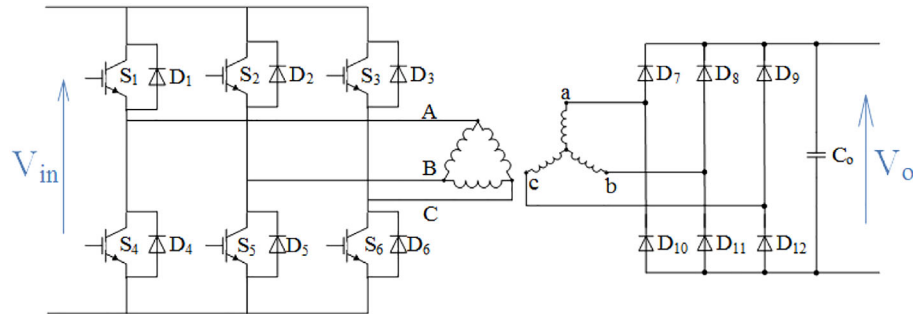 S1 D1 S2 D2 S3 D3
D7 D8 D9
a
A
Vin
B
c b
Co
Vo
C
S4 D4 S5 D5 S6 D6
D10 D11 D12